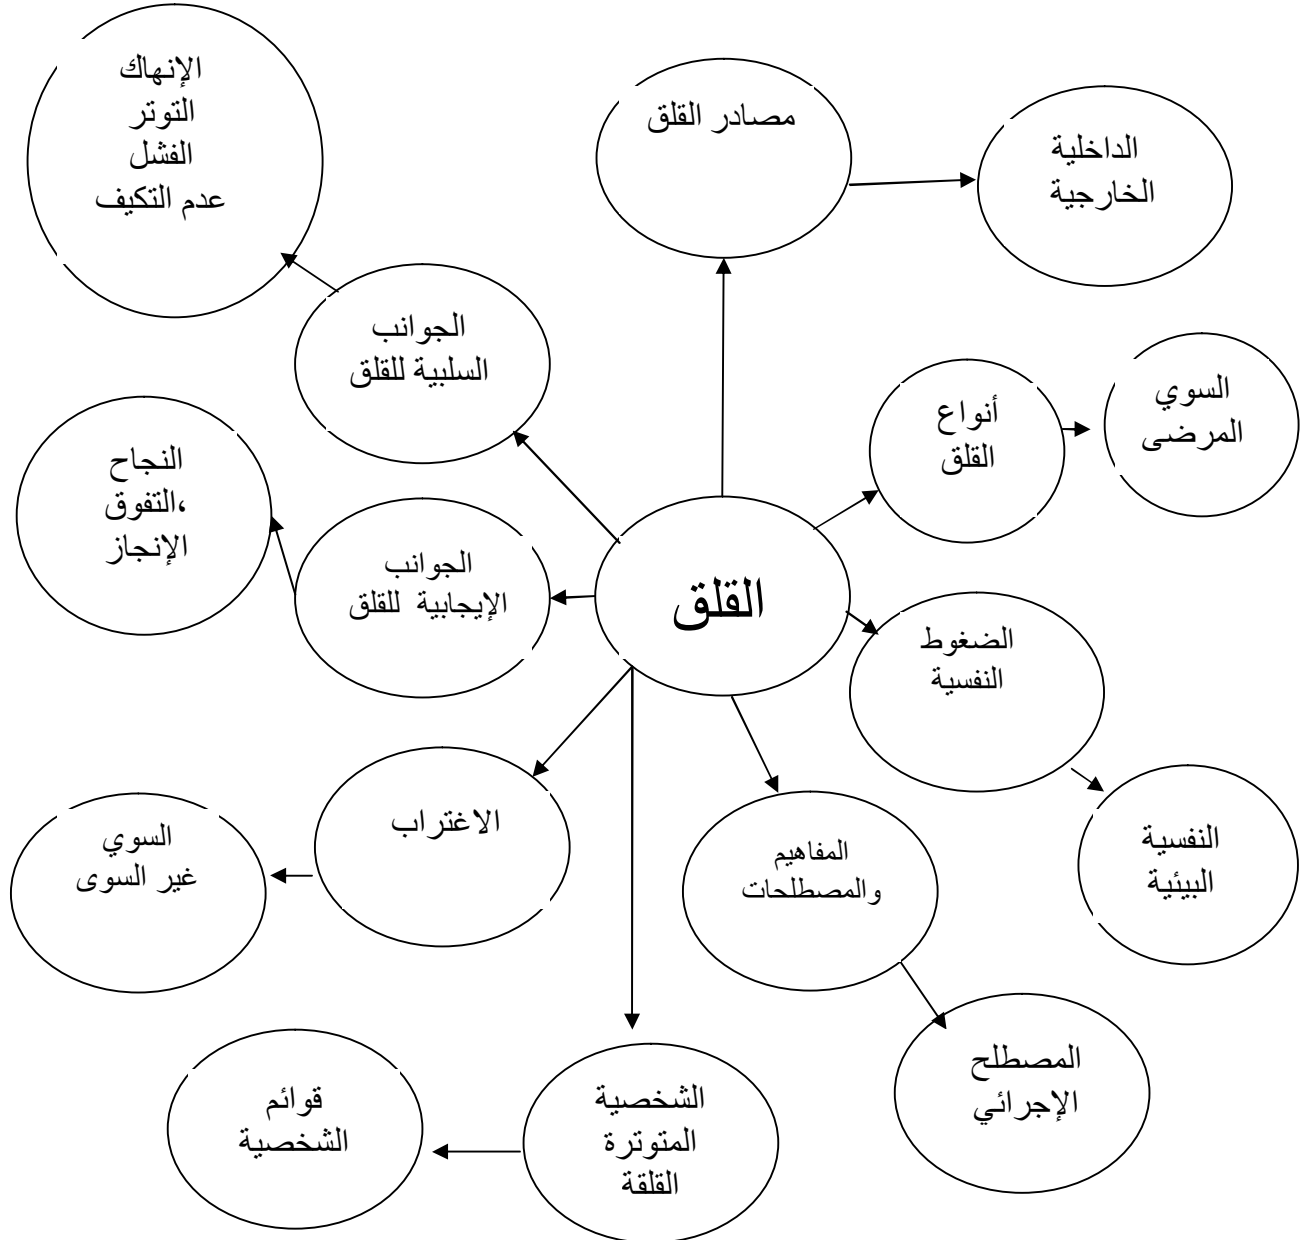 الإنهاك
التوتر
الفشل
عدم التكيف
مصادر القلق
الداخلية
الخارجية
الجوانب
السلبية للقلق
أنواع
القلق
السوي
المرضى
النجاح
،التفوق
الإنجاز
الجوانب
الإيجابية للقلق
القلق
الضغوط
النفسية
النفسية
البيئية
الاغتراب
السوي
غير السوى
المفاهيم
والمصطلحات
المصطلح
الإجرائي
الشخصية
المتوترة
القلقة
قوائم
الشخصية